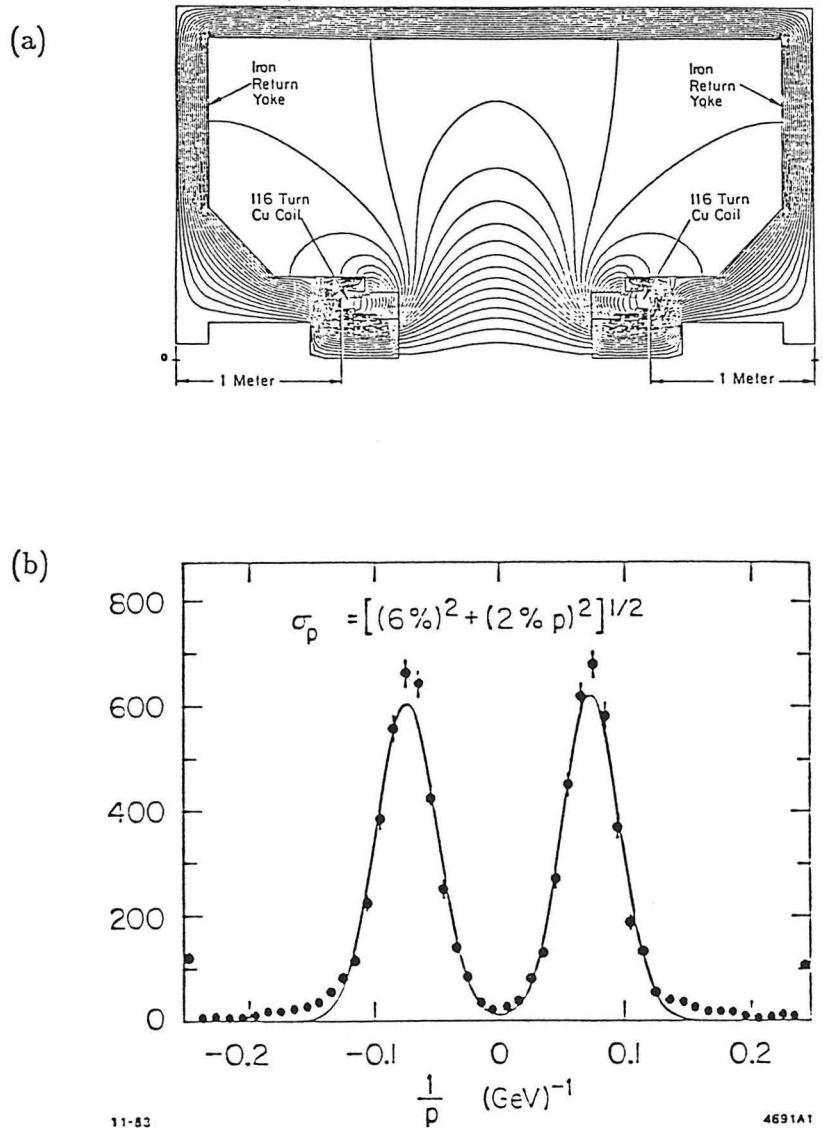 (a)
Iron
Return
Yoke
Iron
Return
Yoke
116 Turn
Cu Coil
116 Turn
Cu Coil
0
1 Meter
1 Meter
(b)
σp = [(6%)² + (2% p)²]^1/2
800
600
400
200
0
-0.2 -0.1 0 0.1 0.2
1/p (GeV)⁻¹
11-83
4691A1